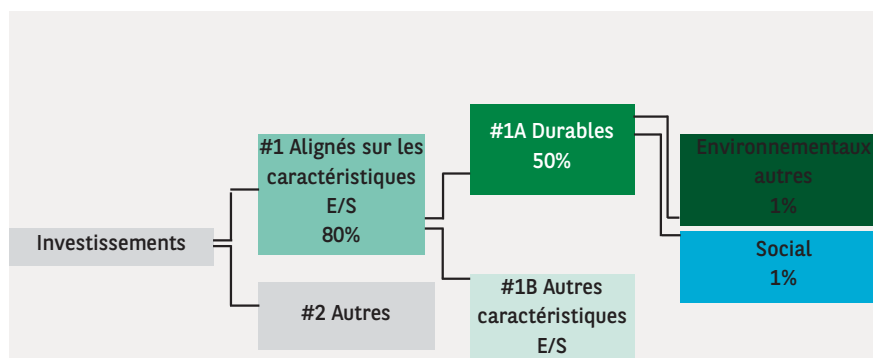 Investissements
#1 Alignés sur les
caractéristiques
E/S
80%
#2 Autres
#1A Durables
50%
#1B Autres
caractéristiques
E/S
Environnementaux
autres
1%
Social
1%